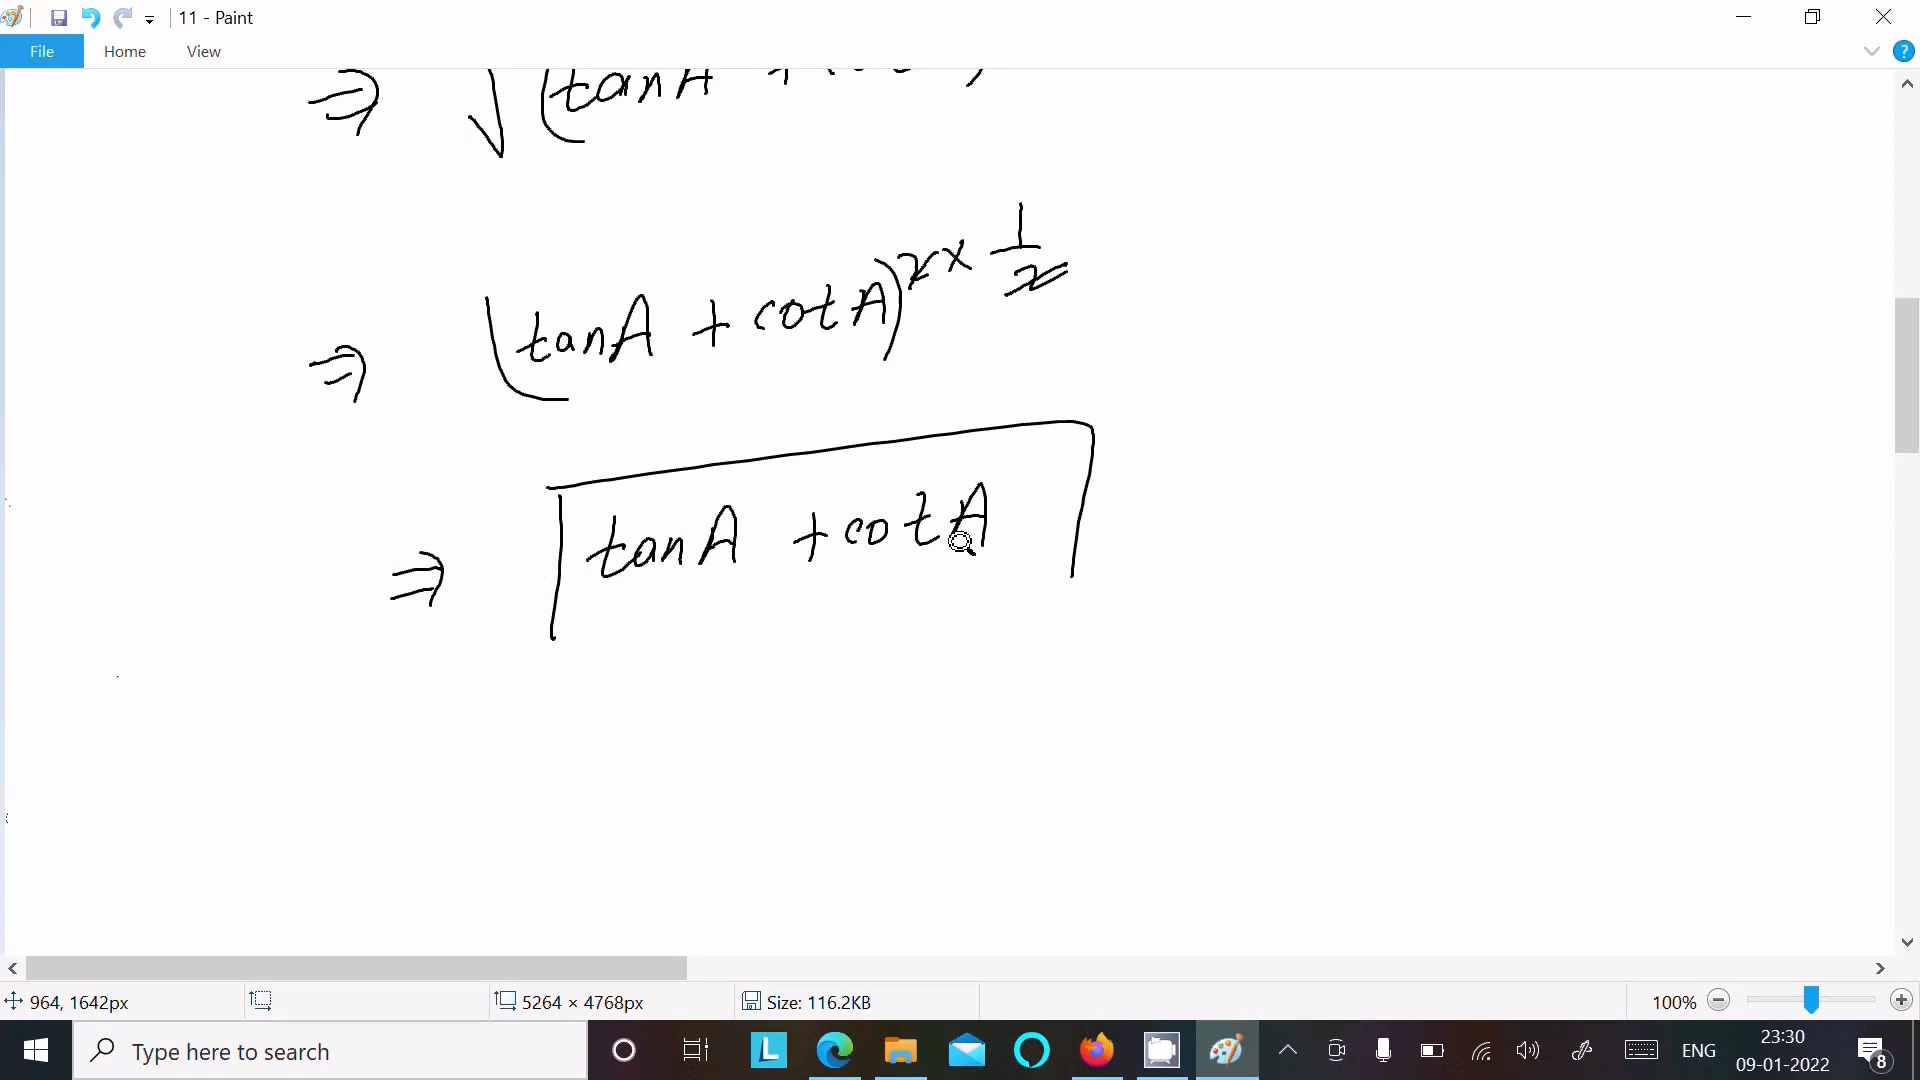 11 - Paint
File Home View
⇒ √(tanA +
⇒ (tanA + cotA)^2 × 1/2
⇒ tanA + cotA
964, 1642px 5264 × 4768px Size: 116.2KB 100%
Type here to search
L
ENG
23:30
09-01-2022
8